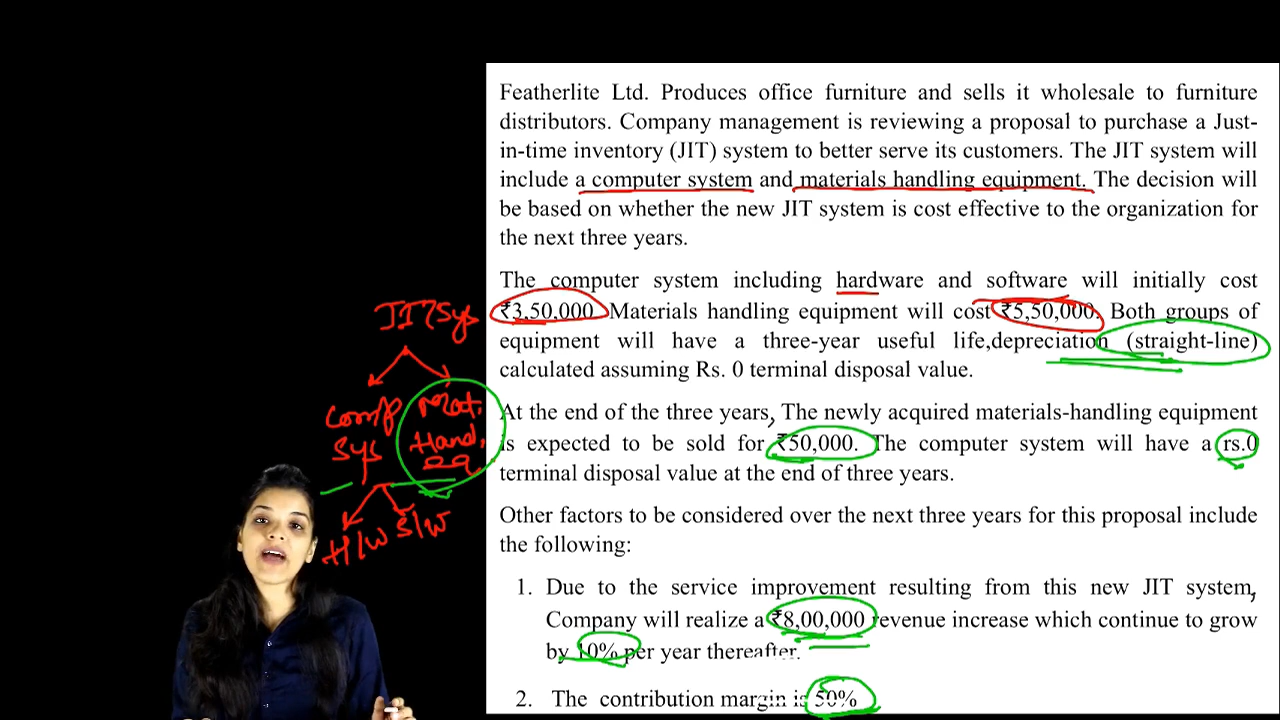 Featherlite Ltd. Produces office furniture and sells it wholesale to furniture
distributors. Company management is reviewing a proposal to purchase a Just-
in-time inventory (JIT) system to better serve its customers. The JIT system will
include a computer system and materials handling equipment. The decision will
be based on whether the new JIT system is cost effective to the organization for
the next three years.
The computer system including hardware and software will initially cost
₹3,50,000. Materials handling equipment will cost ₹5,50,000. Both groups of
equipment will have a three-year useful life,depreciation (straight-line)
calculated assuming Rs. 0 terminal disposal value.
At the end of the three years, The newly acquired materials-handling equipment
is expected to be sold for ₹50,000. The computer system will have a rs.0
terminal disposal value at the end of three years.
Other factors to be considered over the next three years for this proposal include
the following:
1. Due to the service improvement resulting from this new JIT system,
Company will realize a ₹8,00,000 revenue increase which continue to grow
by 10% per year thereafter.
2. The contribution margin is 50%
JIT Sys
Comp Mat.
Sys Hand.
eq
H/w S/w